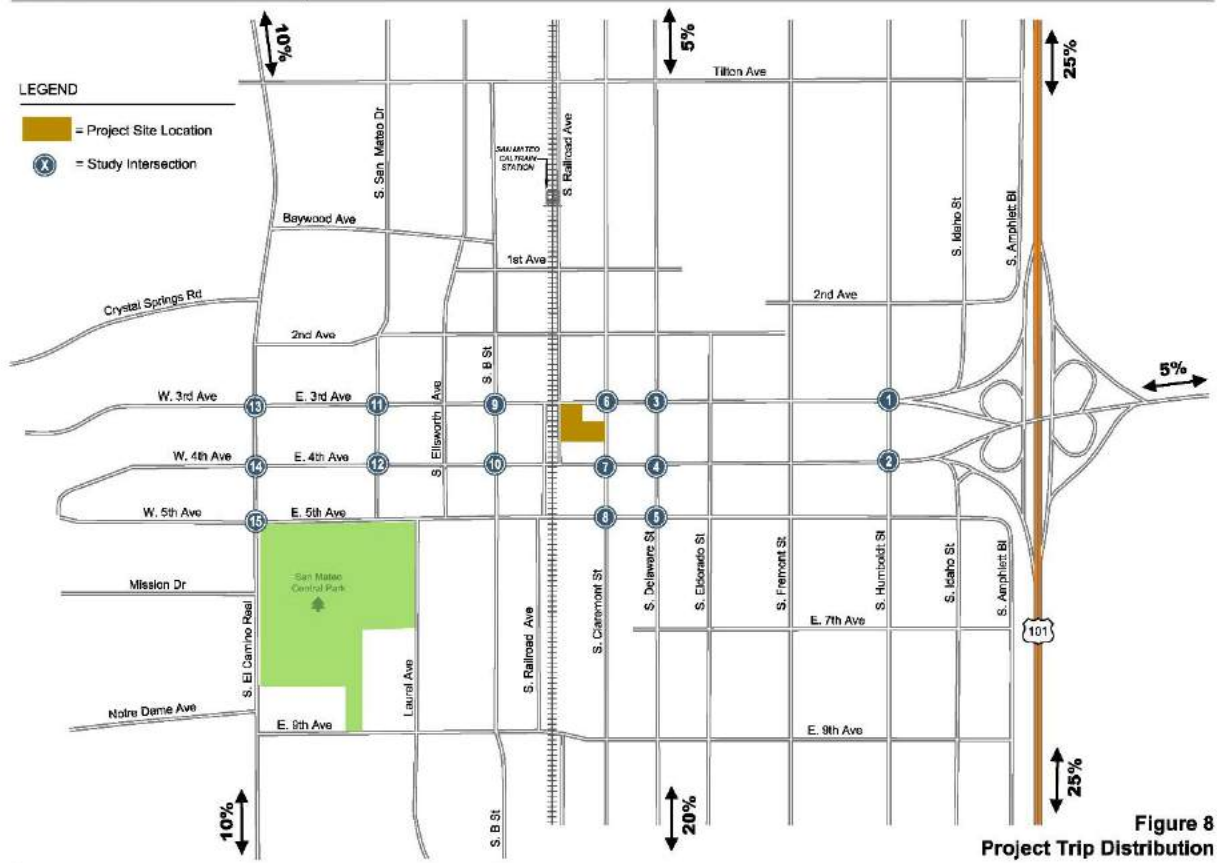 10%
5%
25%
Tilton Ave
LEGEND
= Project Site Location
X
= Study Intersection
S. San Mateo Dr
SAN MATEO
CALTRAIN
STATION
S. Railroad Ave
Baywood Ave
1st Ave
S. Idaho St
S. Amphlett Bl
Crystal Springs Rd
2nd Ave
2nd Ave
S. B St
5%
W. 3rd Ave
E. 3rd Ave
S. Ellsworth Ave
13
11
9
6
3
1
W. 4th Ave
E. 4th Ave
14
12
10
7
4
2
W. 5th Ave
E. 5th Ave
15
8
5
San Mateo
Central Park
Mission Dr
S. El Camino Real
Laurel Ave
S. Railroad Ave
S. Claremont St
S. Delaware St
S. Eldorado St
S. Fremont St
S. Humboldt St
S. Idaho St
S. Amphlett Bl
E. 7th Ave
101
Notre Dame Ave
E. 9th Ave
E. 9th Ave
10%
S. B St
20%
25%
Figure 8
Project Trip Distribution